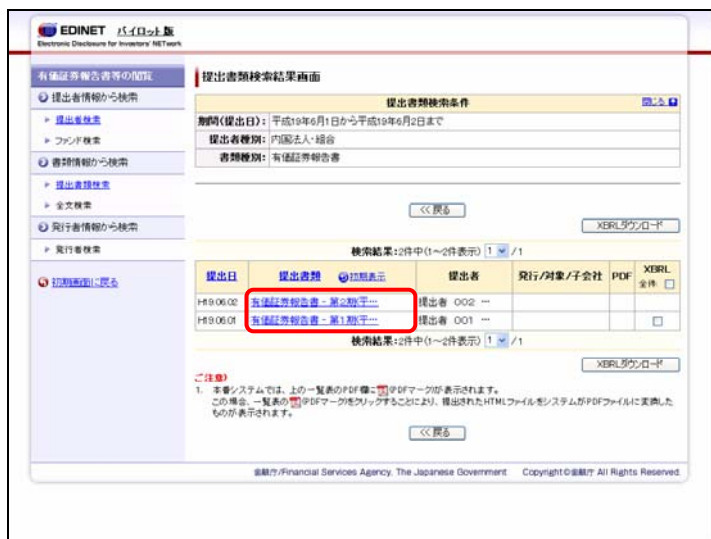 EDINET パイロット版
Electronic Disclosure for Investors' NETwork
有価証券報告書等の閲覧
提出者情報から検索
提出者検索
ファンド検索
書類情報から検索
提出書類検索
全文検索
発行者情報から検索
発行者検索
初期画面に戻る
提出書類検索結果画面
提出書類検索条件 閉じる
期間(提出日): 平成19年6月1日から平成19年6月2日まで
提出者種別: 内国法人・組合
書類種別: 有価証券報告書
<<戻る
XBRLダウンロード
検索結果:2件中(1~2件表示) 1 /1
提出日 提出書類 初期表示 提出者 発行/対象/子会社 PDF XBRL 全件:
H19.06.02 有価証券報告書 - 第2期(平… 提出者 002 …
H19.06.01 有価証券報告書 - 第1期(平… 提出者 001 …
検索結果:2件中(1~2件表示) 1 /1
XBRLダウンロード
ご注意)
1. 本番システムでは、上の一覧表のPDF欄に のPDFマークが表示されます。
この場合、一覧表の のPDFマークをクリックすることにより、提出されたHTMLファイルをシステムがPDFファイルに変換した
ものが表示されます。
<<戻る
金融庁/Financial Services Agency, The Japanese Government Copyright©金融庁 All Rights Reserved.